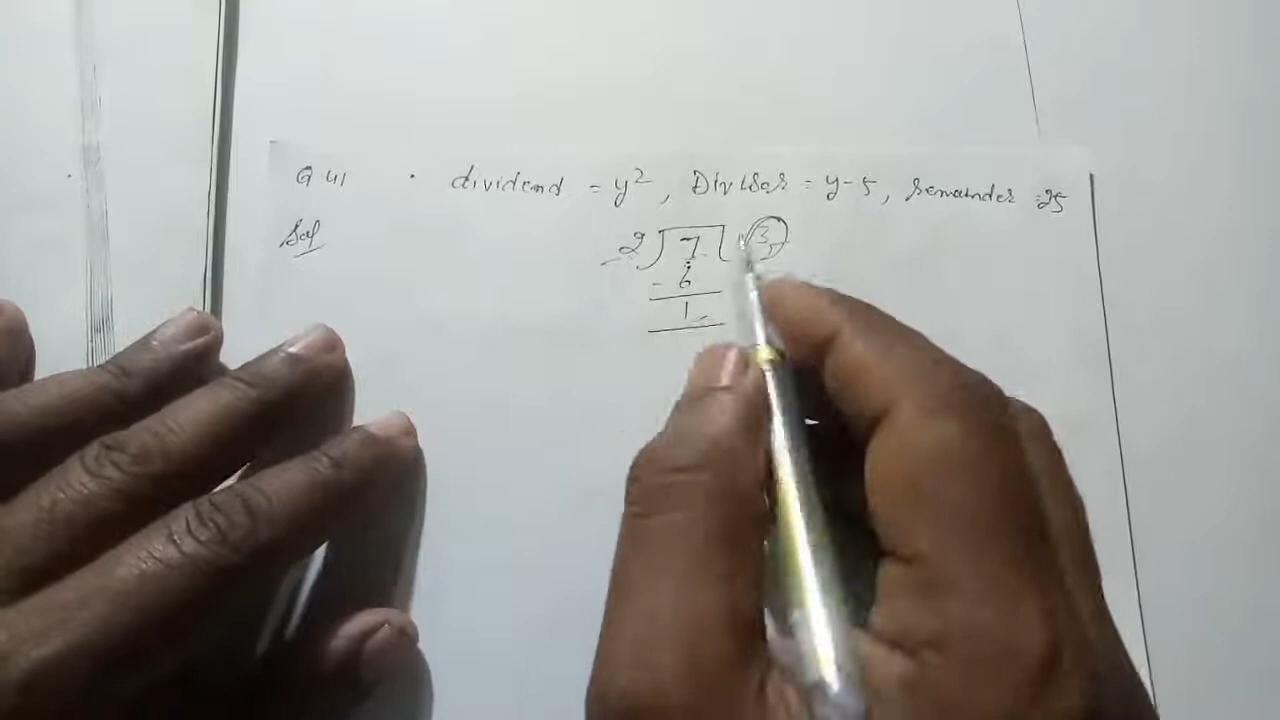 Q 41 . dividend = y², Divisor = y-5, remainder = 25
Sol
2 7 3
- 6
1